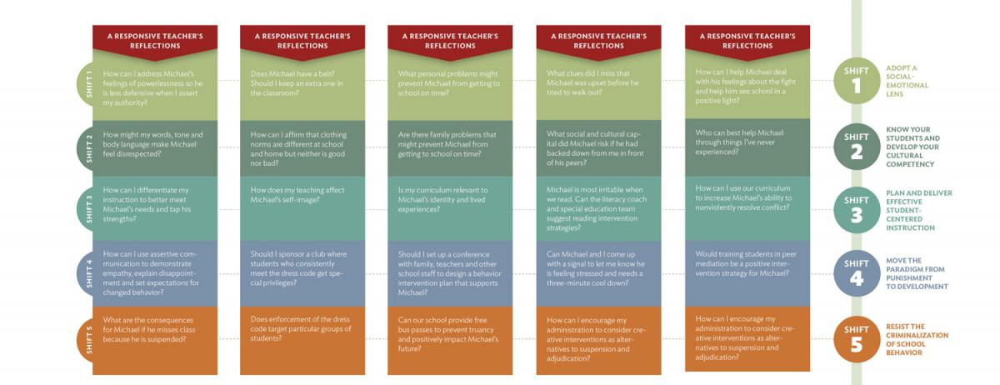 A RESPONSIVE TEACHER'S
REFLECTIONS
SHIFT 1
How can I address Michael's
feelings of powerlessness so he
is less defensive when I assert
my authority?
SHIFT 2
How might my words, tone and
body language make Michael
feel disrespected?
SHIFT 3
How can I differentiate my
instruction to better meet
Michael's needs and tap his
strengths?
SHIFT 4
How can I use assertive com-
munication to demonstrate
empathy, explain disappoint-
ment and set expectations for
changed behavior?
SHIFT 5
What are the consequences
for Michael if he misses class
because he is suspended?
A RESPONSIVE TEACHER'S
REFLECTIONS
Does Michael have a belt?
Should I keep an extra one in
the classroom?
How can I affirm that clothing
norms are different at school
and home but neither is good
nor bad?
How does my teaching affect
Michael's self-image?
Should I sponsor a club where
students who consistently
meet the dress code get spe-
cial privileges?
Does enforcement of the dress
code target particular groups of
students?
A RESPONSIVE TEACHER'S
REFLECTIONS
What personal problems might
prevent Michael from getting to
school on time?
Are there family problems that
might prevent Michael from
getting to school on time?
Is my curriculum relevant to
Michael's identity and lived
experiences?
Should I set up a conference
with family, teachers and other
school staff to design a behavior
intervention plan that supports
Michael?
Can our school provide free
bus passes to prevent truancy
and positively impact Michael's
future?
A RESPONSIVE TEACHER'S
REFLECTIONS
What clues did I miss that
Michael was upset before he
tried to walk out?
What social and cultural cap-
ital did Michael risk if he had
backed down from me in front
of his peers?
Michael is most irritable when
we read. Can the literacy coach
and special education team
suggest reading intervention
strategies?
Can Michael and I come up
with a signal to let me know he
is feeling stressed and needs a
three-minute cool down?
How can I encourage my
administration to consider cre-
ative interventions as alter-
natives to suspension and
adjudication?
A RESPONSIVE TEACHER'S
REFLECTIONS
How can I help Michael deal
with his feelings about the fight
and help him see school in a
positive light?
Who can best help Michael
through things I've never
experienced?
How can I use our curriculum
to increase Michael's ability to
nonviolently resolve conflict?
Would training students in peer
mediation be a positive inter-
vention strategy for Michael?
How can I encourage my
administration to consider cre-
ative interventions as alter-
natives to suspension and
adjudication?
SHIFT
1
ADOPT A
SOCIAL-
EMOTIONAL
LENS
SHIFT
2
KNOW YOUR
STUDENTS AND
DEVELOP YOUR
CULTURAL
COMPETENCY
SHIFT
3
PLAN AND DELIVER
EFFECTIVE
STUDENT-
CENTERED
INSTRUCTION
SHIFT
4
MOVE THE
PARADIGM FROM
PUNISHMENT
TO DEVELOPMENT
SHIFT
5
RESIST THE
CRIMINALIZATION
OF SCHOOL
BEHAVIOR